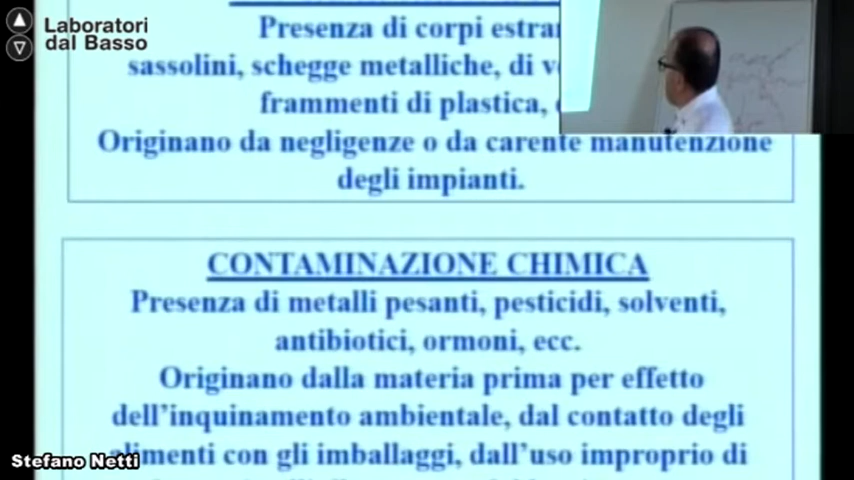 Laboratori
dal Basso
Presenza di corpi
sassolini, schegge metalliche, di
frammenti di plastica,
Originano da negligenze o da carente manutenzione
degli impianti.
CONTAMINAZIONE CHIMICA
Presenza di metalli pesanti, pesticidi, solventi,
antibiotici, ormoni, ecc.
Originano dalla materia prima per effetto
dell'inquinamento ambientale, dal contatto degli
alimenti con gli imballaggi, dall'uso improprio di
Stefano Netti